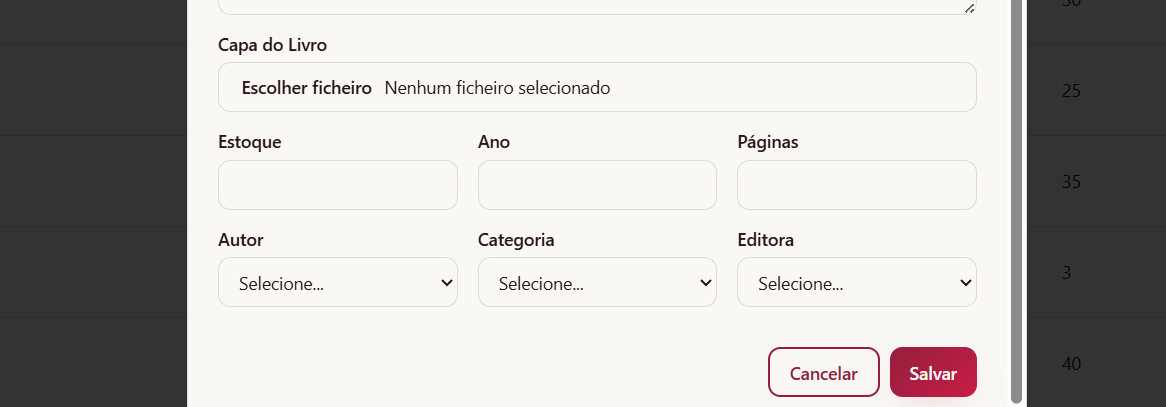 Capa do Livro
Escolher ficheiro Nenhum ficheiro selecionado
25
Estoque Ano Páginas
35
Autor Categoria Editora
3
Selecione... Selecione... Selecione...
40
Cancelar Salvar